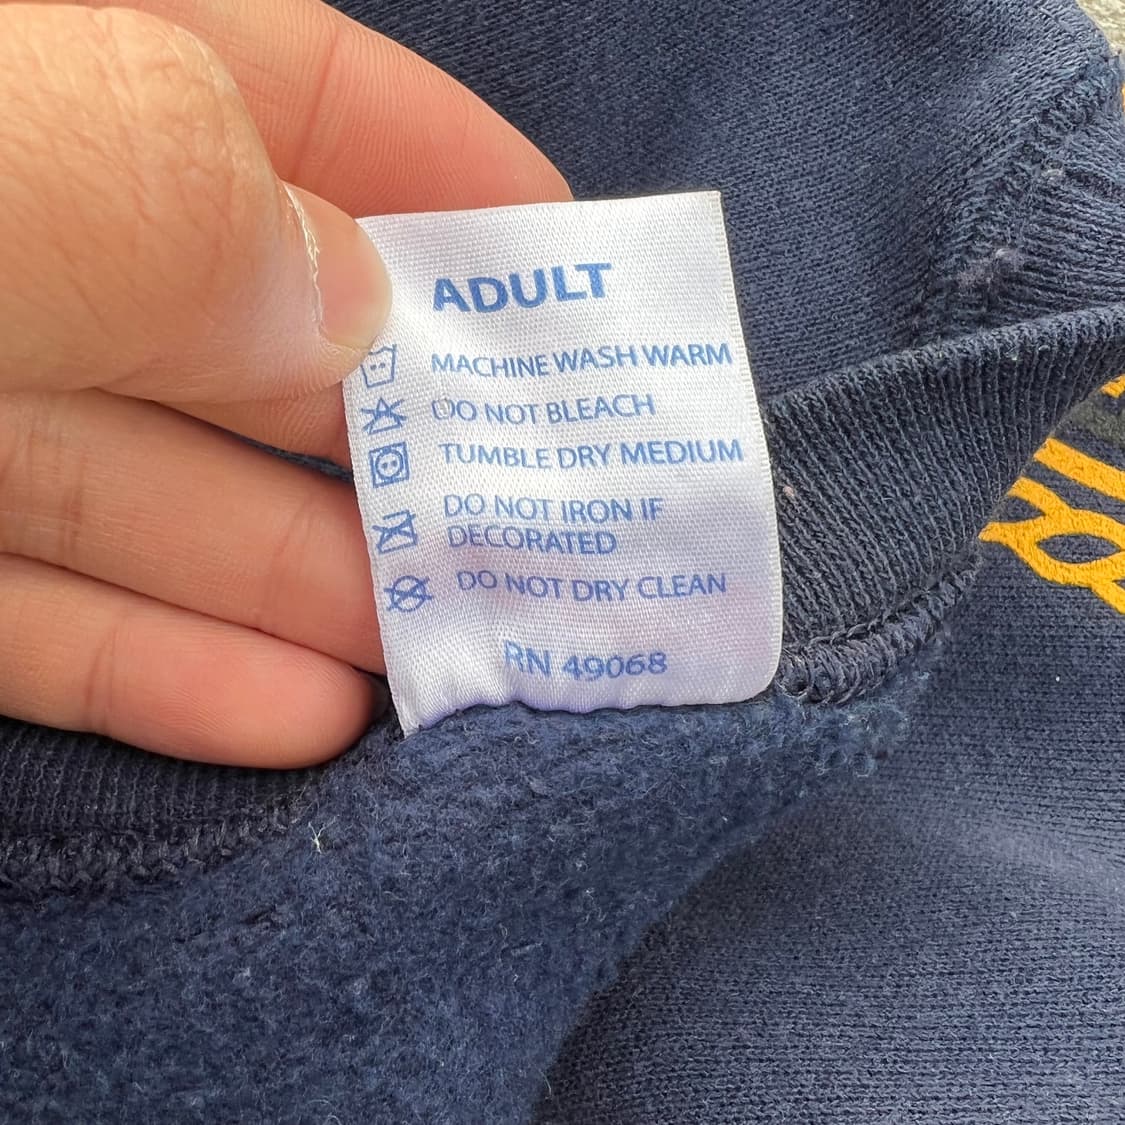 ADULT
MACHINE WASH WARM
DO NOT BLEACH
TUMBLE DRY MEDIUM
DO NOT IRON IF
DECORATED
DO NOT DRY CLEAN
RN 49068